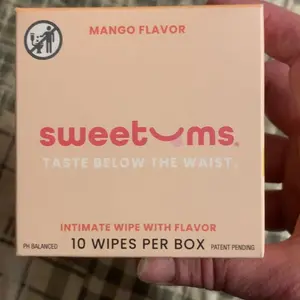 MANGO FLAVOR
sweetums®
TASTE BELOW THE WAIST.
INTIMATE WIPE WITH FLAVOR
PH BALANCED 10 WIPES PER BOX PATENT PENDING